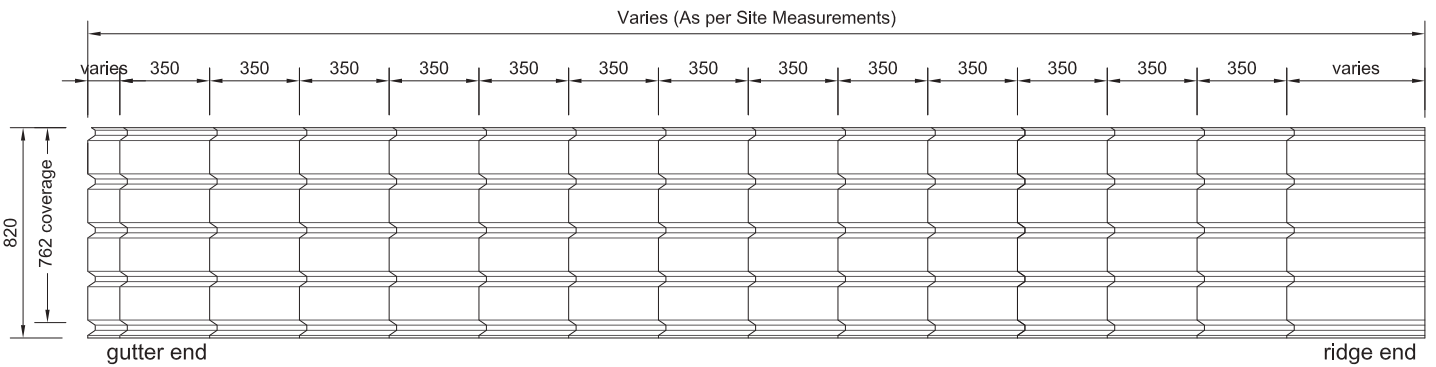 Varies (As per Site Measurements)
varies 350 350 350 350 350 350 350 350 350 350 350 350 350 varies
820
762 coverage
gutter end
ridge end